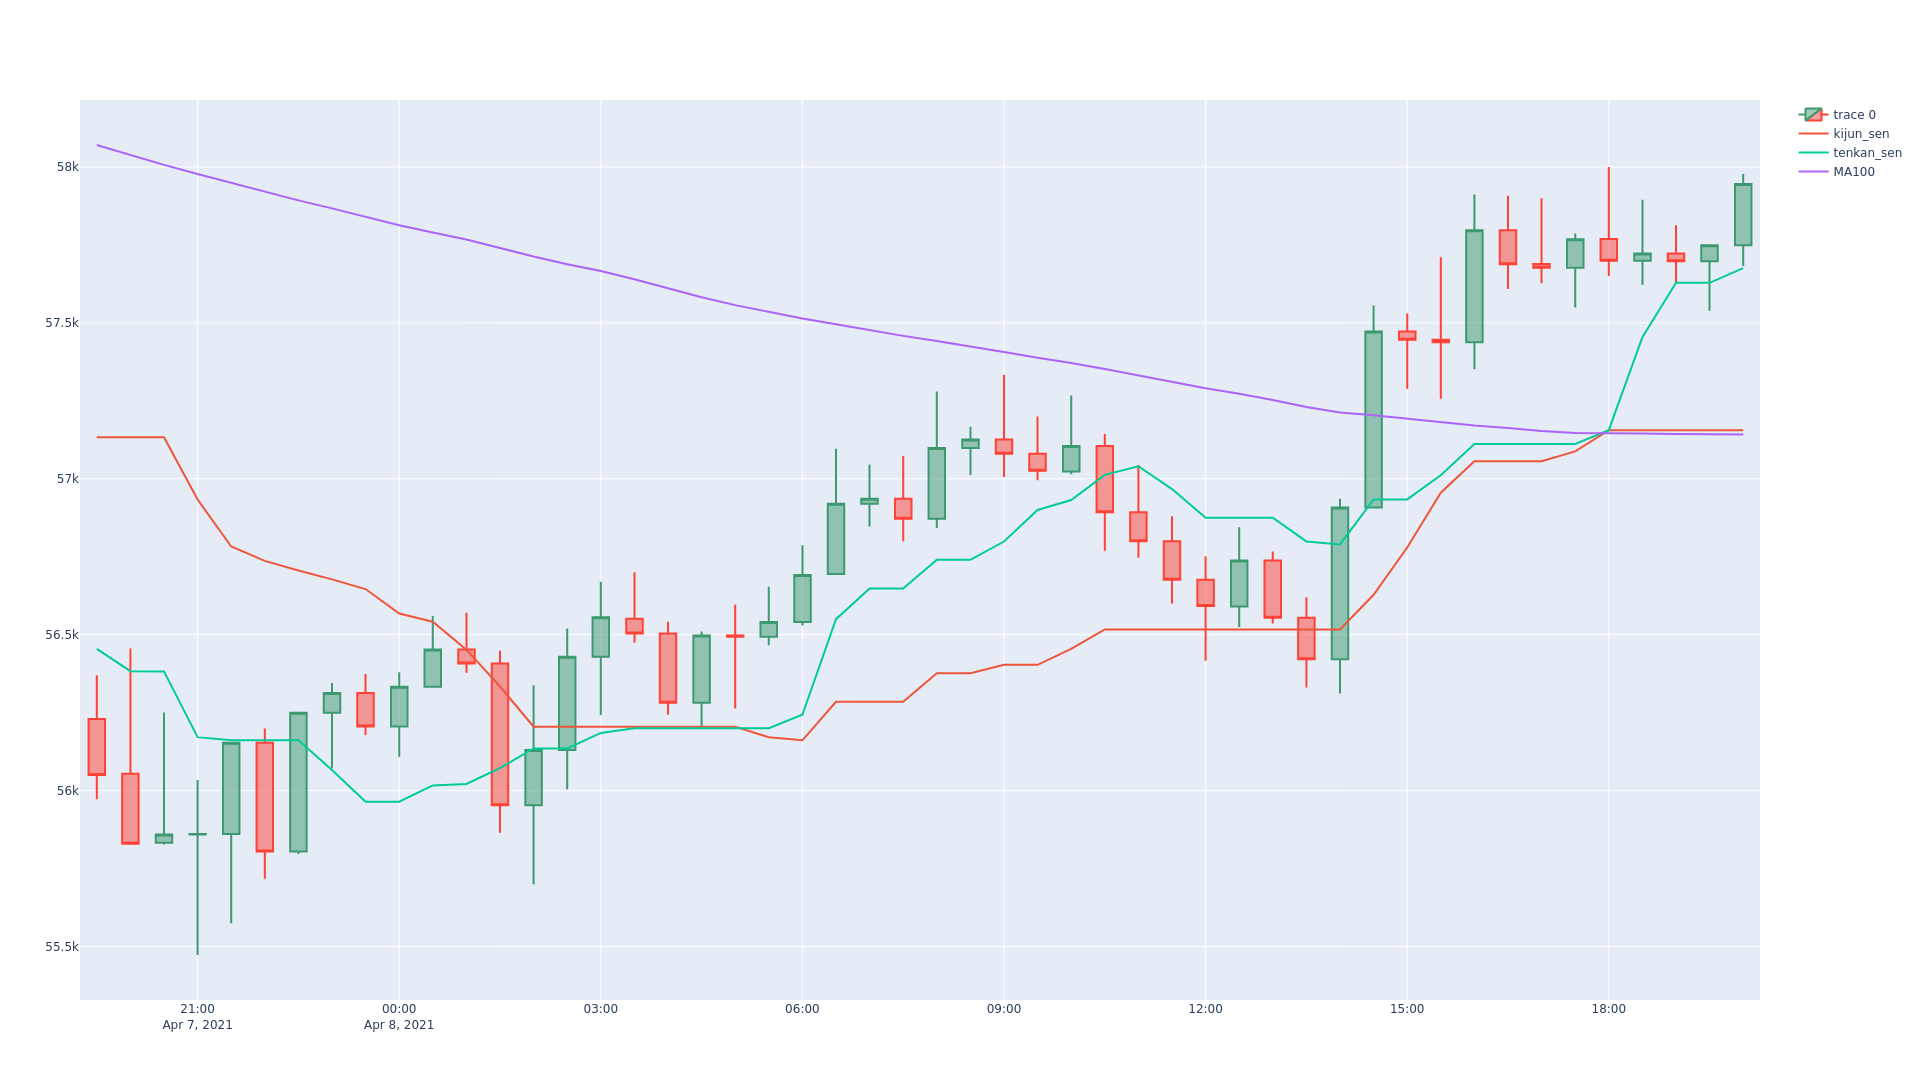 58k
57.5k
57k
56.5k
56k
55.5k
21:00
Apr 7, 2021
00:00
Apr 8, 2021
03:00
06:00
09:00
12:00
15:00
18:00
trace 0
kijun_sen
tenkan_sen
MA100